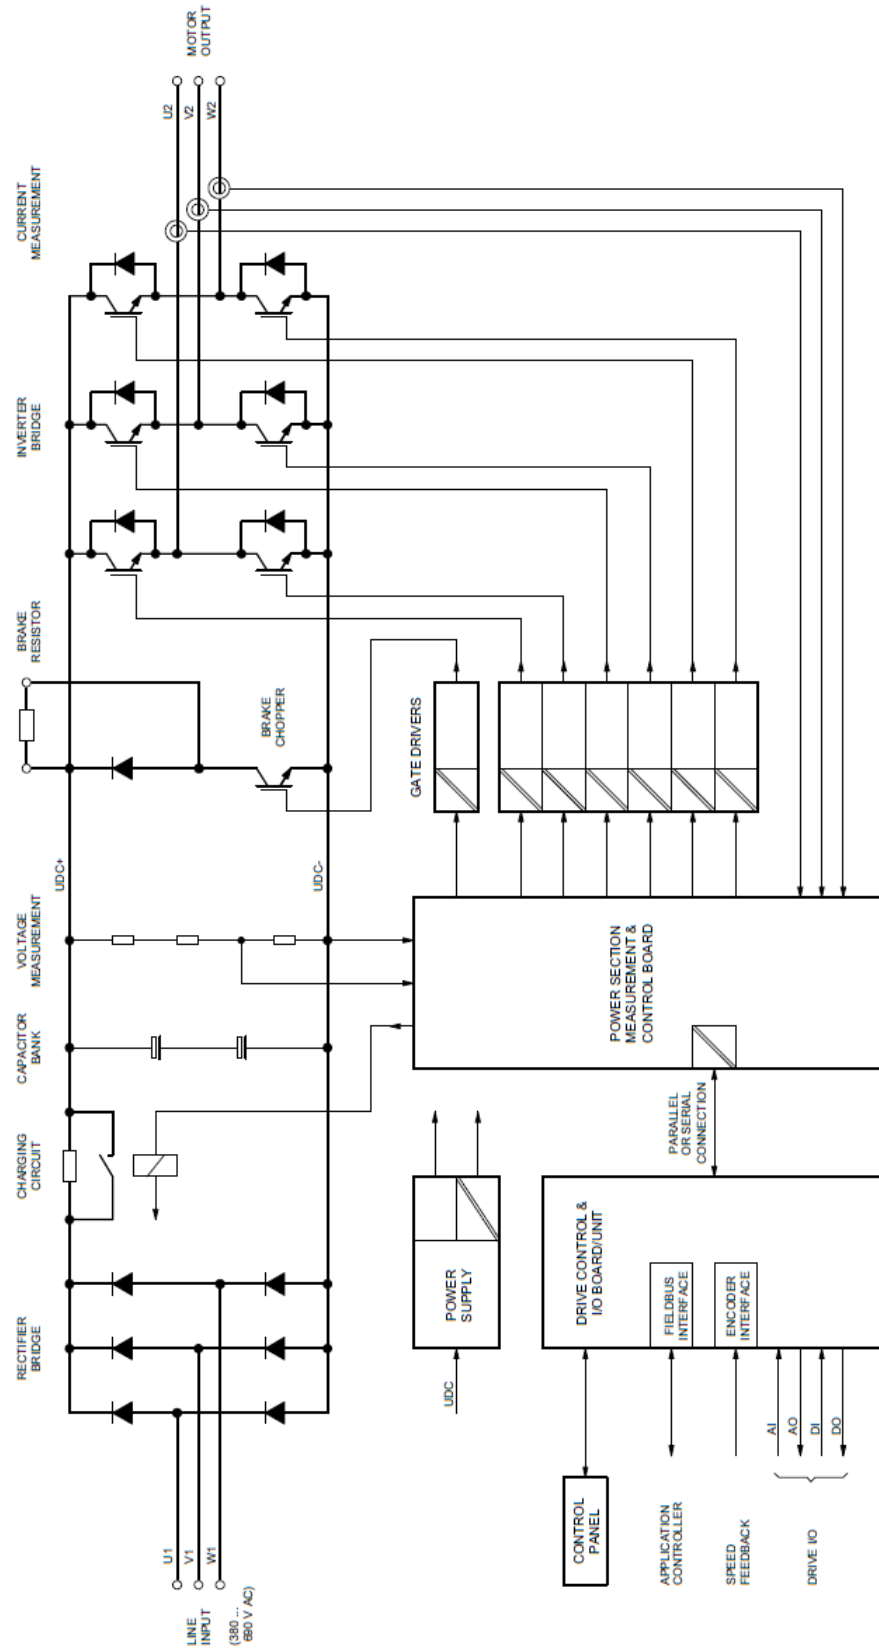 RECTIFIER
BRIDGE
CHARGING
CIRCUIT
CAPACITOR
BANK
VOLTAGE
MEASUREMENT
BRAKE
RESISTOR
INVERTER
BRIDGE
CURRENT
MEASUREMENT
UDC+
UDC-
BRAKE
CHOPPER
U1
V1
W1
LINE
INPUT
(380 ...
690 V AC)
U2
V2
W2
MOTOR
OUTPUT
UDC
POWER
SUPPLY
GATE DRIVERS
POWER SECTION
MEASUREMENT &
CONTROL BOARD
PARALLEL
OR SERIAL
CONNECTION
DRIVE CONTROL &
I/O BOARD/UNIT
FIELDBUS
INTERFACE
ENCODER
INTERFACE
CONTROL
PANEL
APPLICATION
CONTROLLER
SPEED
FEEDBACK
DRIVE I/O
AI
AO
DI
DO